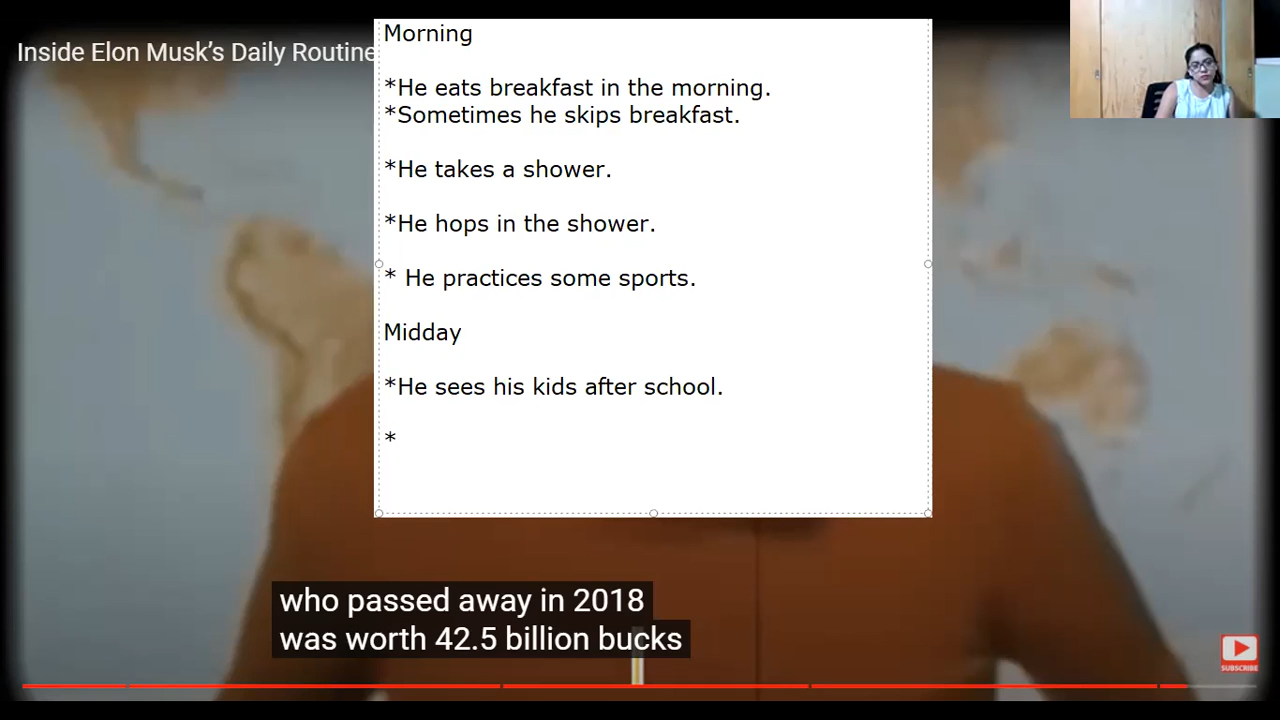 Inside Elon Musk’s Daily Routine
Morning
*He eats breakfast in the morning.
*Sometimes he skips breakfast.
*He takes a shower.
*He hops in the shower.
* He practices some sports.
Midday
*He sees his kids after school.
*
who passed away in 2018
was worth 42.5 billion bucks
SUBSCRIBE